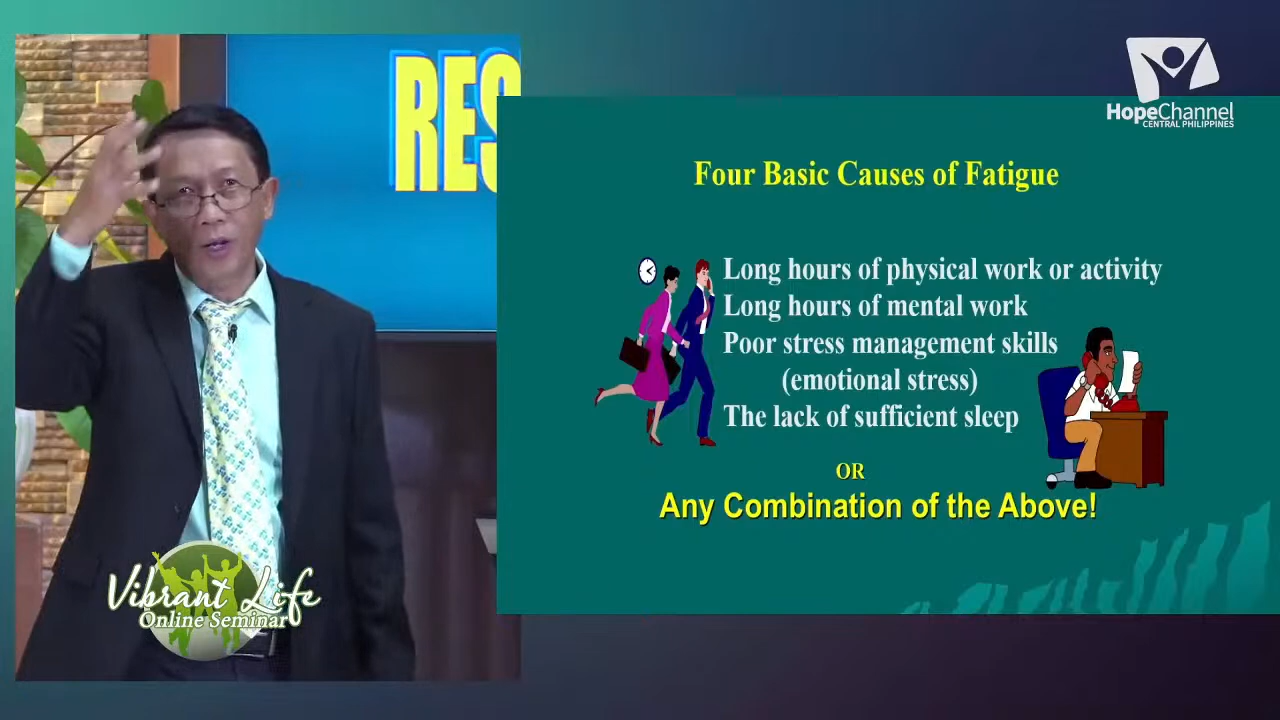 RES
HopeChannel
CENTRAL PHILIPPINES
Four Basic Causes of Fatigue
Long hours of physical work or activity
Long hours of mental work
Poor stress management skills
(emotional stress)
The lack of sufficient sleep
OR
Any Combination of the Above!
Vibrant Life
Online Seminar